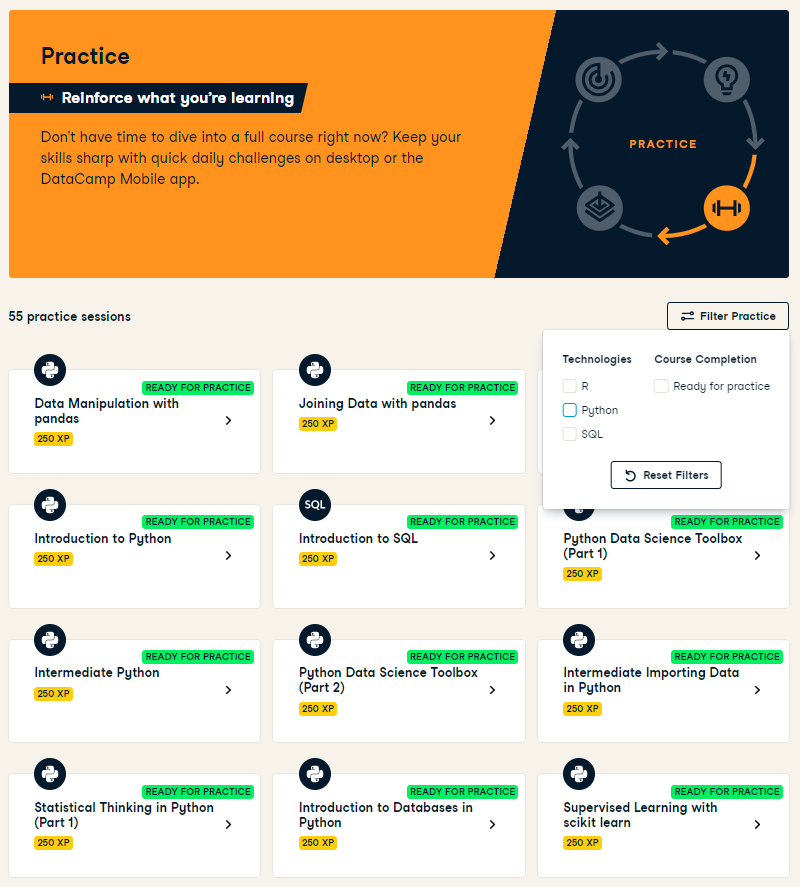 Practice
Reinforce what you're learning
Don't have time to dive into a full course right now? Keep your
skills sharp with quick daily challenges on desktop or the
DataCamp Mobile app.
PRACTICE
55 practice sessions
Filter Practice
Technologies
Course Completion
R
Ready for practice
Python
SQL
Reset Filters
READY FOR PRACTICE
Data Manipulation with
pandas
250 XP
READY FOR PRACTICE
Joining Data with pandas
250 XP
READY FOR PRACTICE
Introduction to Python
250 XP
SQL
READY FOR PRACTICE
Introduction to SQL
250 XP
READY FOR PRACTICE
Python Data Science Toolbox
(Part 1)
250 XP
READY FOR PRACTICE
Intermediate Python
250 XP
READY FOR PRACTICE
Python Data Science Toolbox
(Part 2)
250 XP
READY FOR PRACTICE
Intermediate Importing Data
in Python
250 XP
READY FOR PRACTICE
Statistical Thinking in Python
(Part 1)
250 XP
READY FOR PRACTICE
Introduction to Databases in
Python
250 XP
READY FOR PRACTICE
Supervised Learning with
scikit learn
250 XP